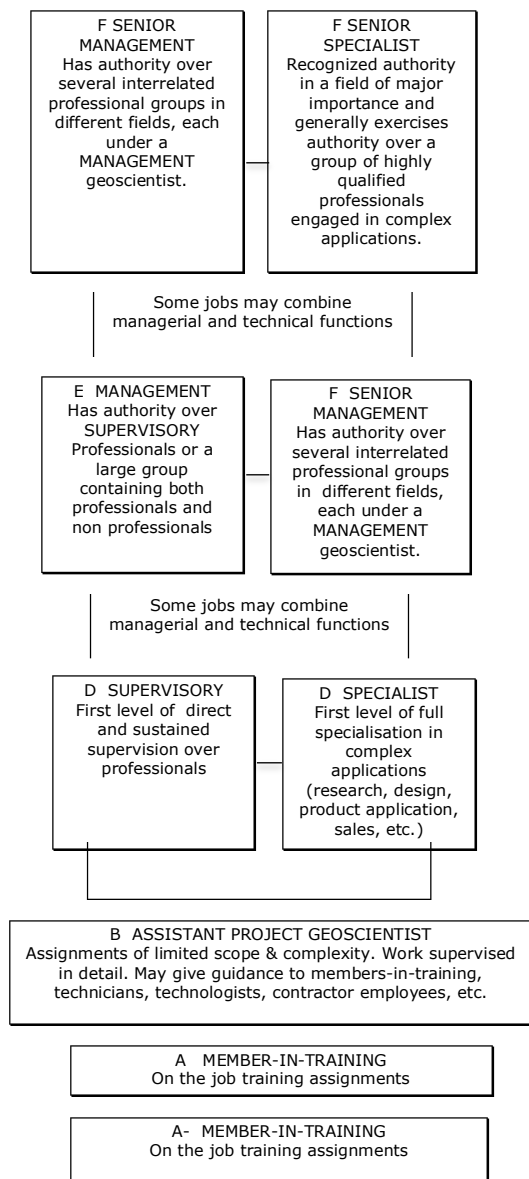 F SENIOR
MANAGEMENT
Has authority over
several interrelated
professional groups in
different fields, each
under a
MANAGEMENT
geoscientist.
F SENIOR
SPECIALIST
Recognized authority
in a field of major
importance and
generally exercises
authority over a
group of highly
qualified
professionals
engaged in complex
applications.
Some jobs may combine
managerial and technical functions
E MANAGEMENT
Has authority over
SUPERVISORY
Professionals or a
large group
containing both
professionals and
non professionals
F SENIOR
MANAGEMENT
Has authority over
several interrelated
professional groups
in different fields,
each under a
MANAGEMENT
geoscientist.
Some jobs may combine
managerial and technical functions
D SUPERVISORY
First level of direct
and sustained
supervision over
professionals
D SPECIALIST
First level of full
specialisation in
complex
applications
(research, design,
product application,
sales, etc.)
B ASSISTANT PROJECT GEOSCIENTIST
Assignments of limited scope & complexity. Work supervised
in detail. May give guidance to members-in-training,
technicians, technologists, contractor employees, etc.
A MEMBER-IN-TRAINING
On the job training assignments
A- MEMBER-IN-TRAINING
On the job training assignments